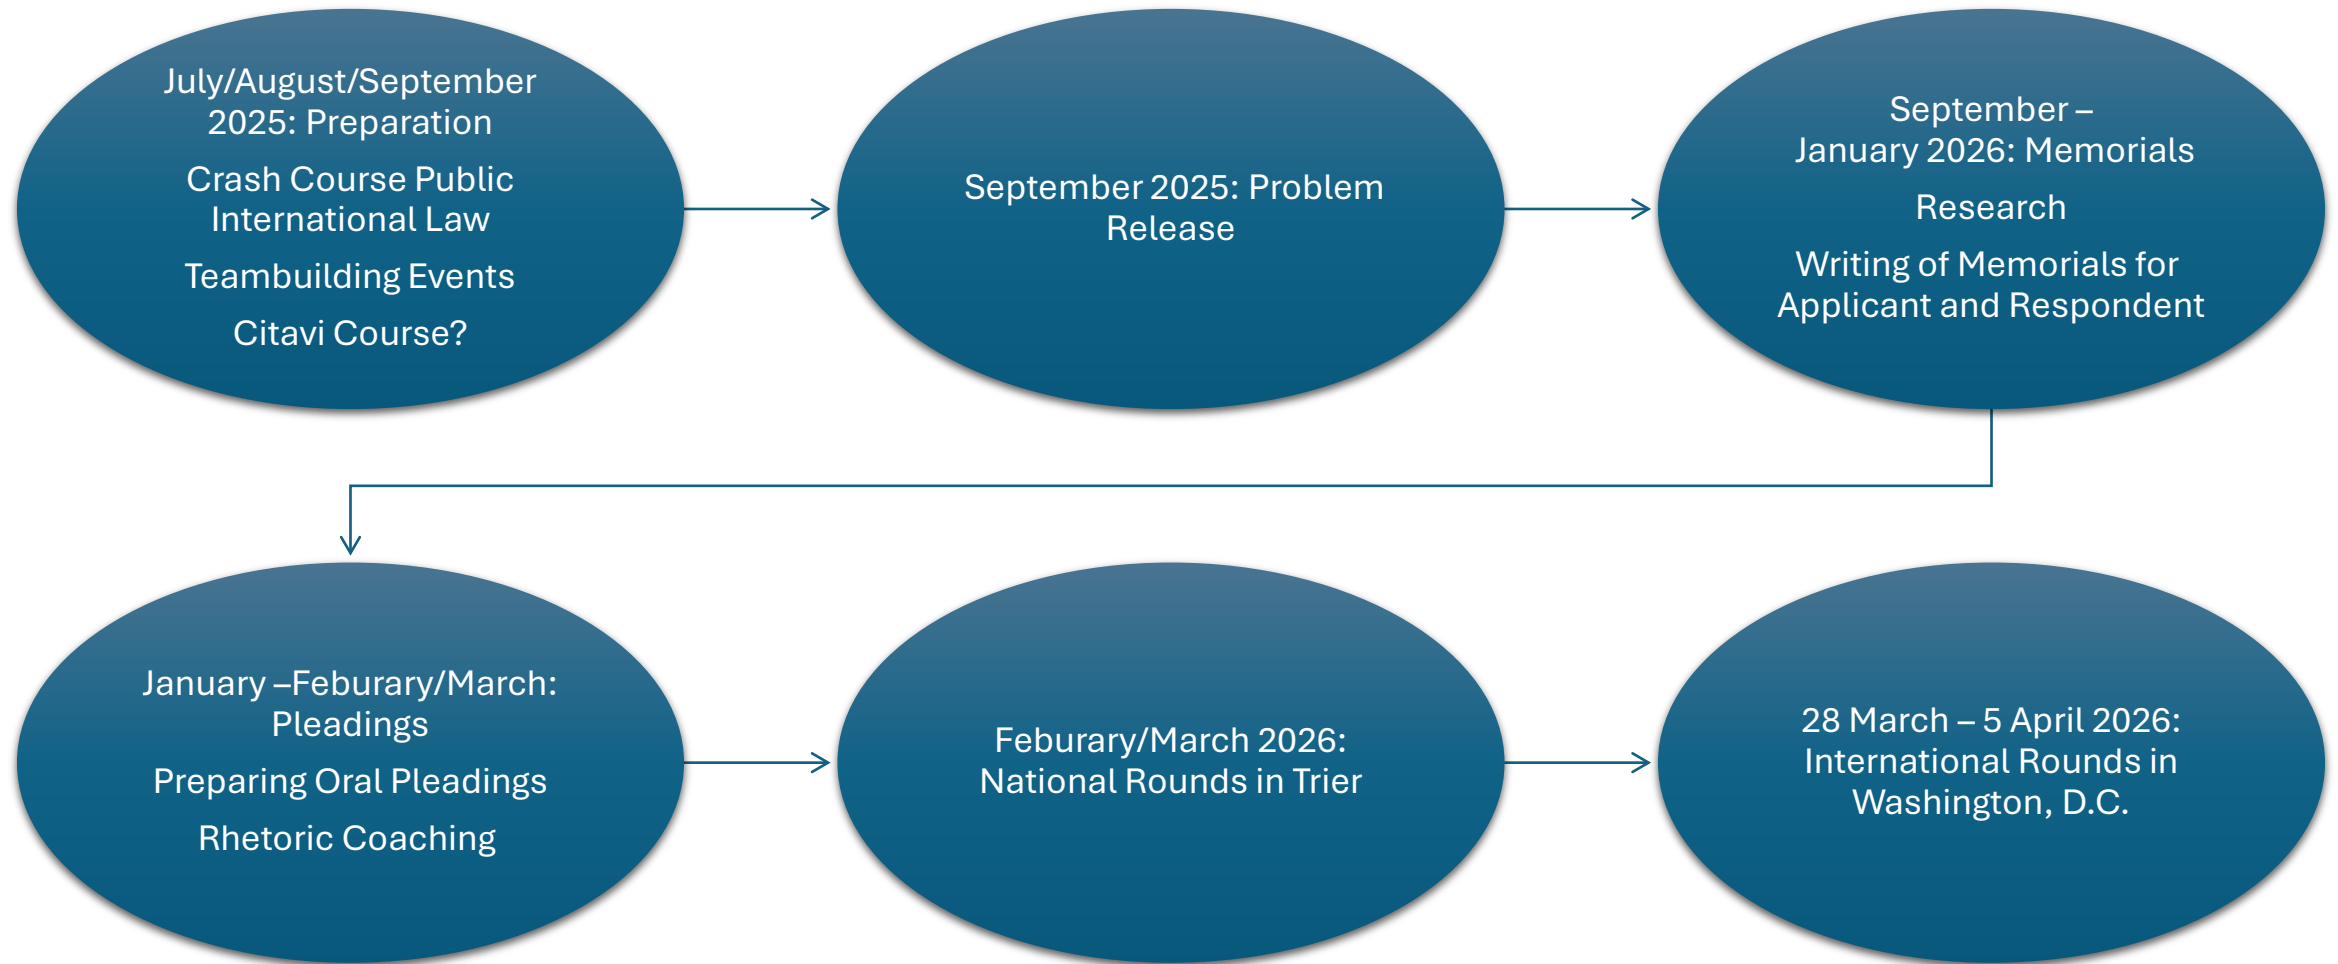 July/August/September
2025: Preparation
Crash Course Public
International Law
Teambuilding Events
Citavi Course?
September 2025: Problem
Release
September –
January 2026: Memorials
Research
Writing of Memorials for
Applicant and Respondent
January –Feburary/March:
Pleadings
Preparing Oral Pleadings
Rhetoric Coaching
Feburary/March 2026:
National Rounds in Trier
28 March – 5 April 2026:
International Rounds in
Washington, D.C.